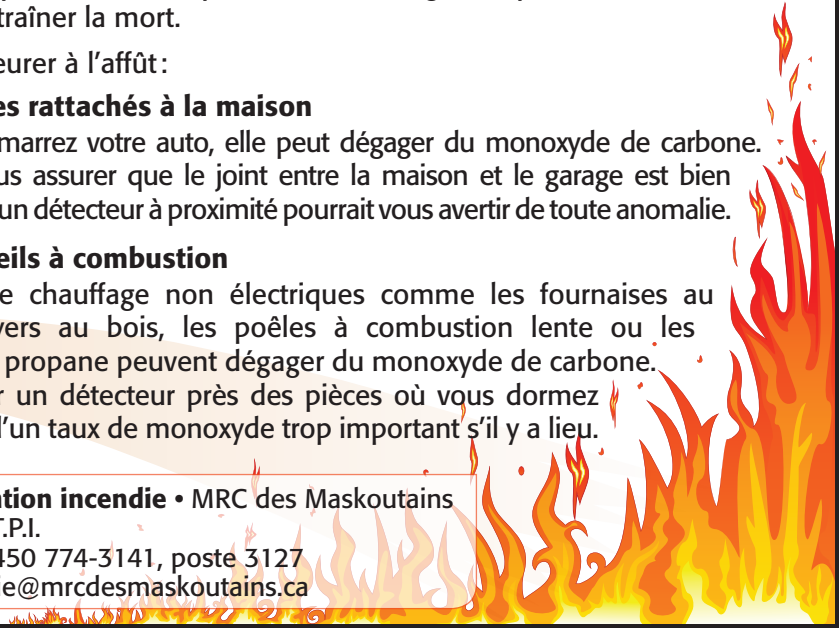 traîner la mort.
eurer à l’affût :
es rattachés à la maison
marrez votre auto, elle peut dégager du monoxyde de carbone.
us assurer que le joint entre la maison et le garage est bien
un détecteur à proximité pourrait vous avertir de toute anomalie.
eils à combustion
e chauffage non électriques comme les fournaises au
yers au bois, les poêles à combustion lente ou les
propane peuvent dégager du monoxyde de carbone.
r un détecteur près des pièces où vous dormez
d’un taux de monoxyde trop important s’il y a lieu.
ntion incendie • MRC des Maskoutains
T.P.I.
450 774-3141, poste 3127
ie@mrcdesmaskoutains.ca